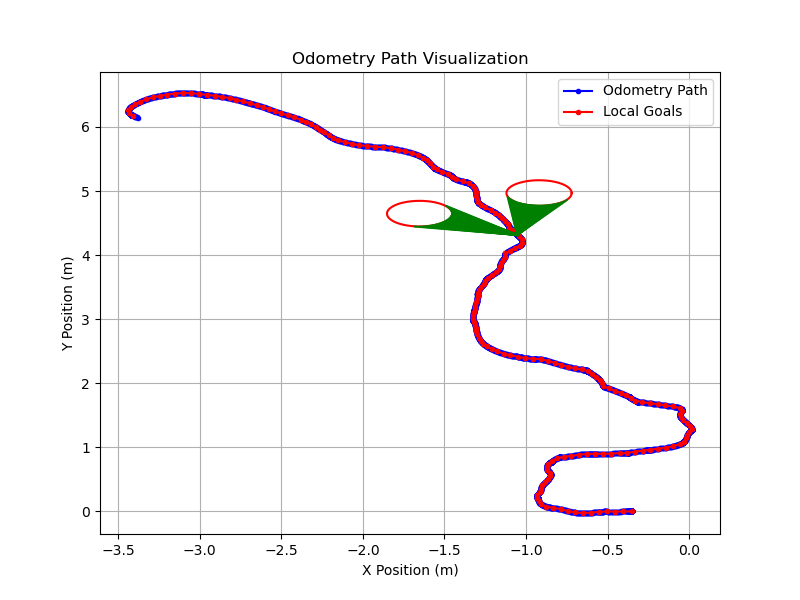 Odometry Path Visualization
Odometry Path
Local Goals
Y Position (m)
6
5
4
3
2
1
0
−3.5 −3.0 −2.5 −2.0 −1.5 −1.0 −0.5 0.0
X Position (m)